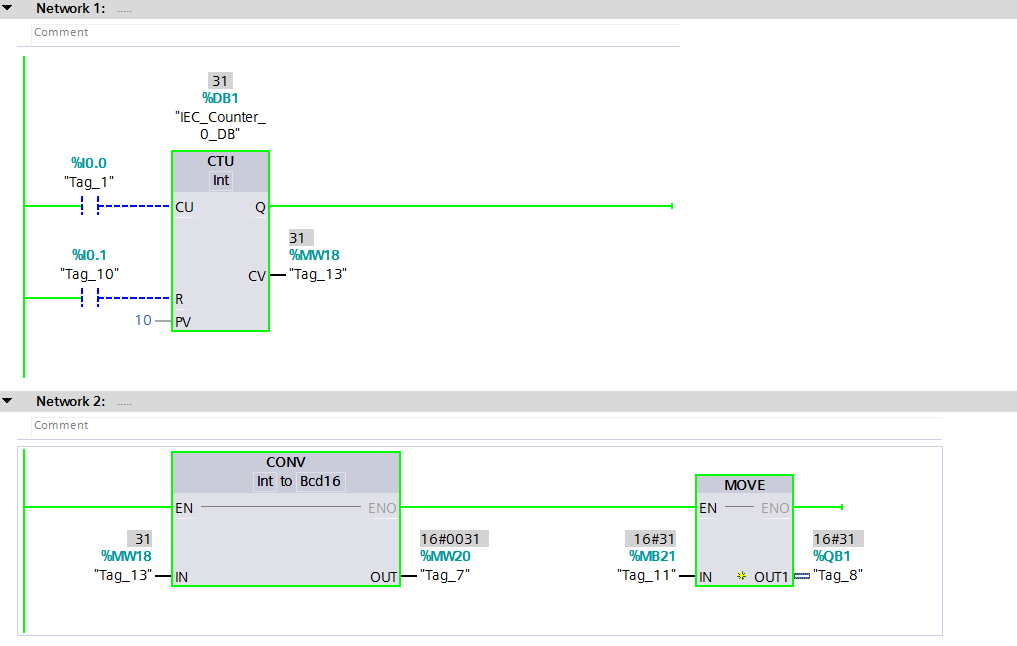 Network 1: .....
Comment
31
%DB1
"IEC_Counter_
0_DB"
%I0.0
"Tag_1"
CTU
Int
CU
Q
31
%MW18
"Tag_13"
CV
%I0.1
"Tag_10"
R
10
PV
Network 2: .....
Comment
CONV
Int to Bcd16
EN
ENO
31
%MW18
"Tag_13"
IN
OUT
16#0031
%MW20
"Tag_7"
MOVE
EN
ENO
16#31
%MB21
"Tag_11"
IN
OUT1
16#31
%QB1
"Tag_8"